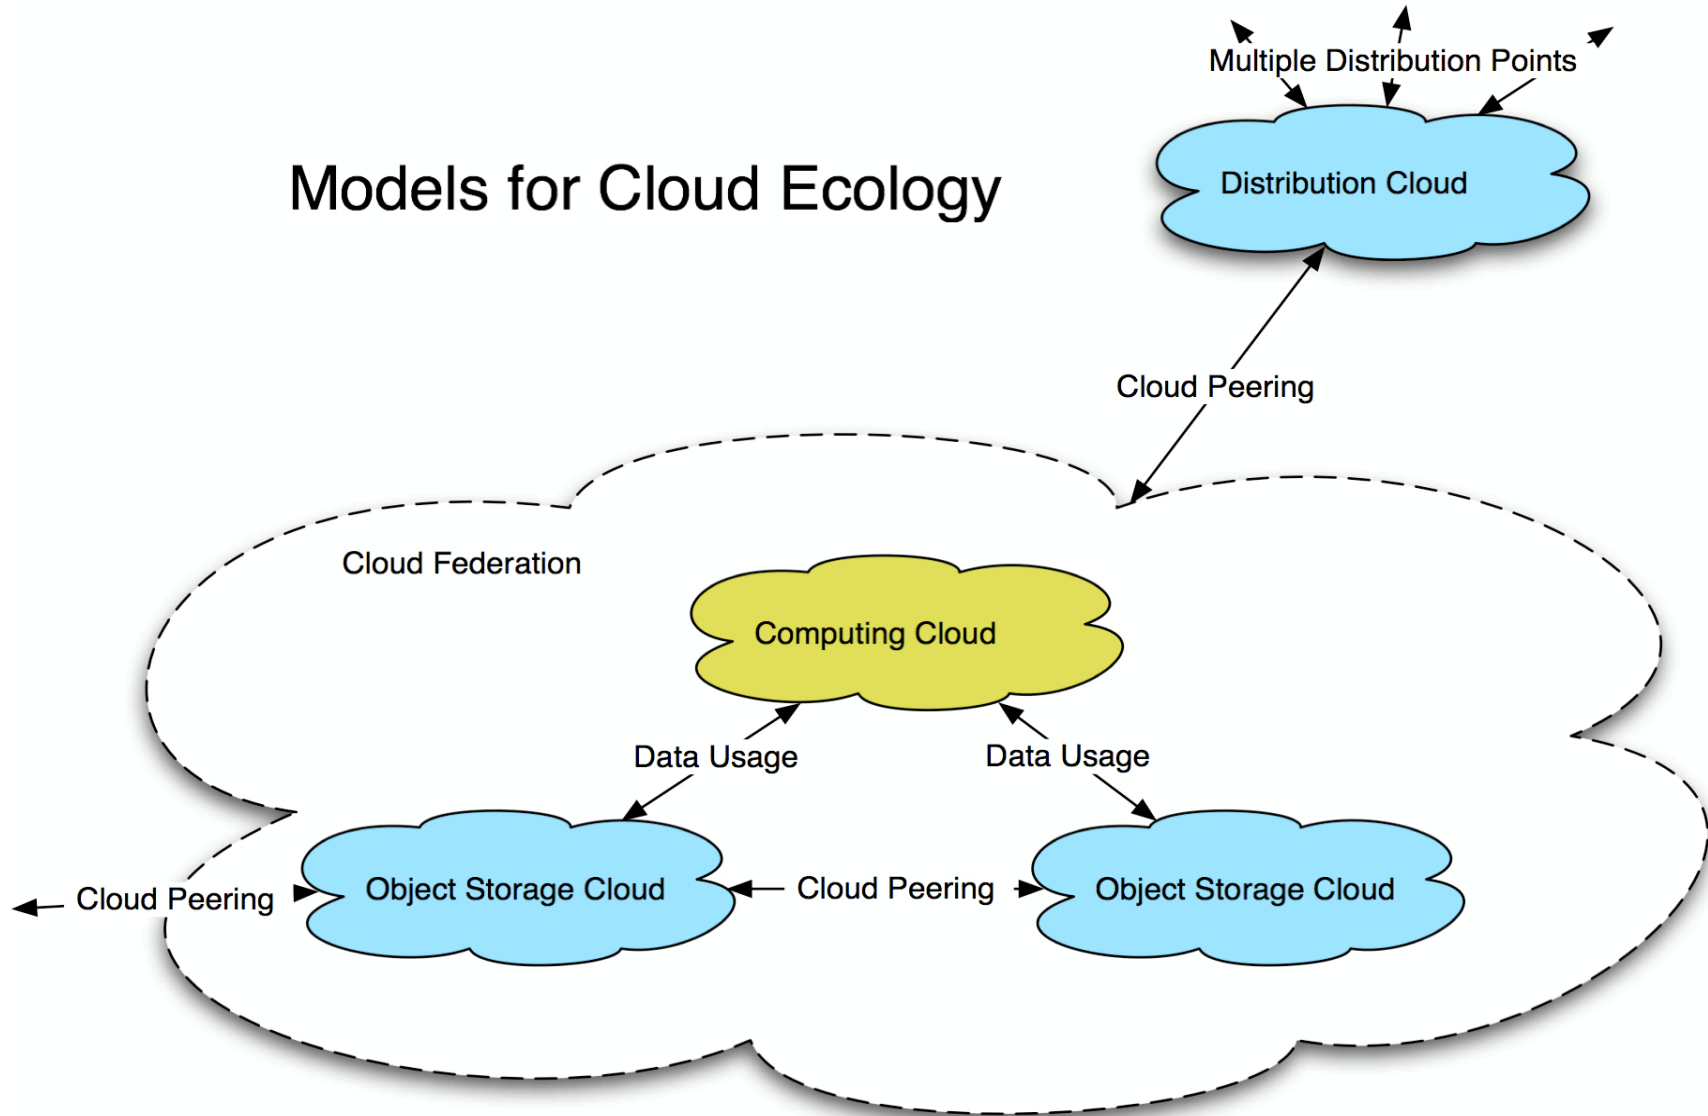 Multiple Distribution Points
Models for Cloud Ecology
Distribution Cloud
Cloud Peering
Cloud Federation
Computing Cloud
Data Usage
Data Usage
Cloud Peering
Object Storage Cloud
Cloud Peering
Object Storage Cloud